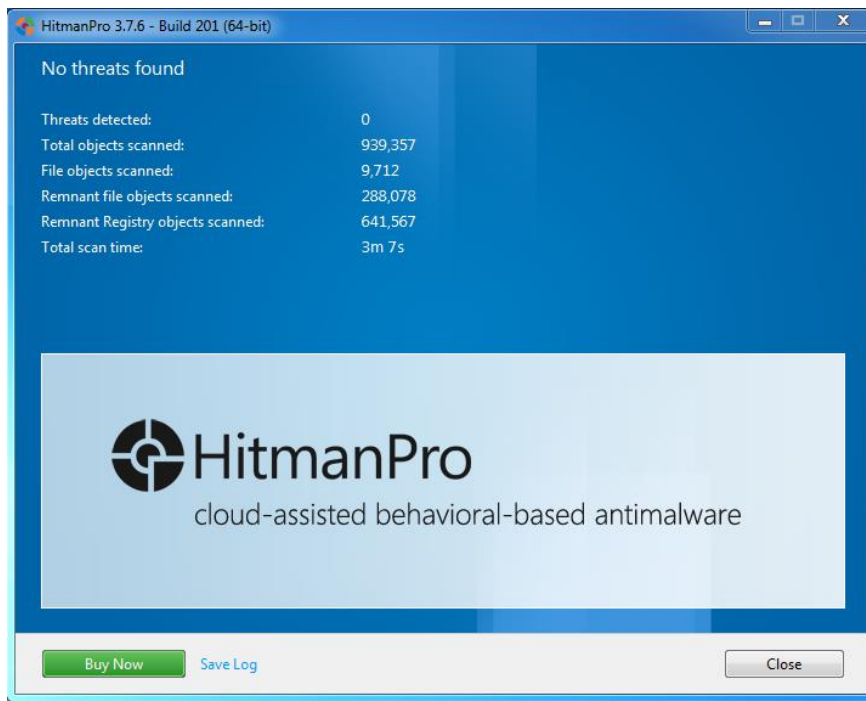 HitmanPro 3.7.6 - Build 201 (64-bit)
No threats found
Threats detected: 0
Total objects scanned: 939,357
File objects scanned: 9,712
Remnant file objects scanned: 288,078
Remnant Registry objects scanned: 641,567
Total scan time: 3m 7s
HitmanPro
cloud-assisted behavioral-based antimalware
Buy Now Save Log Close